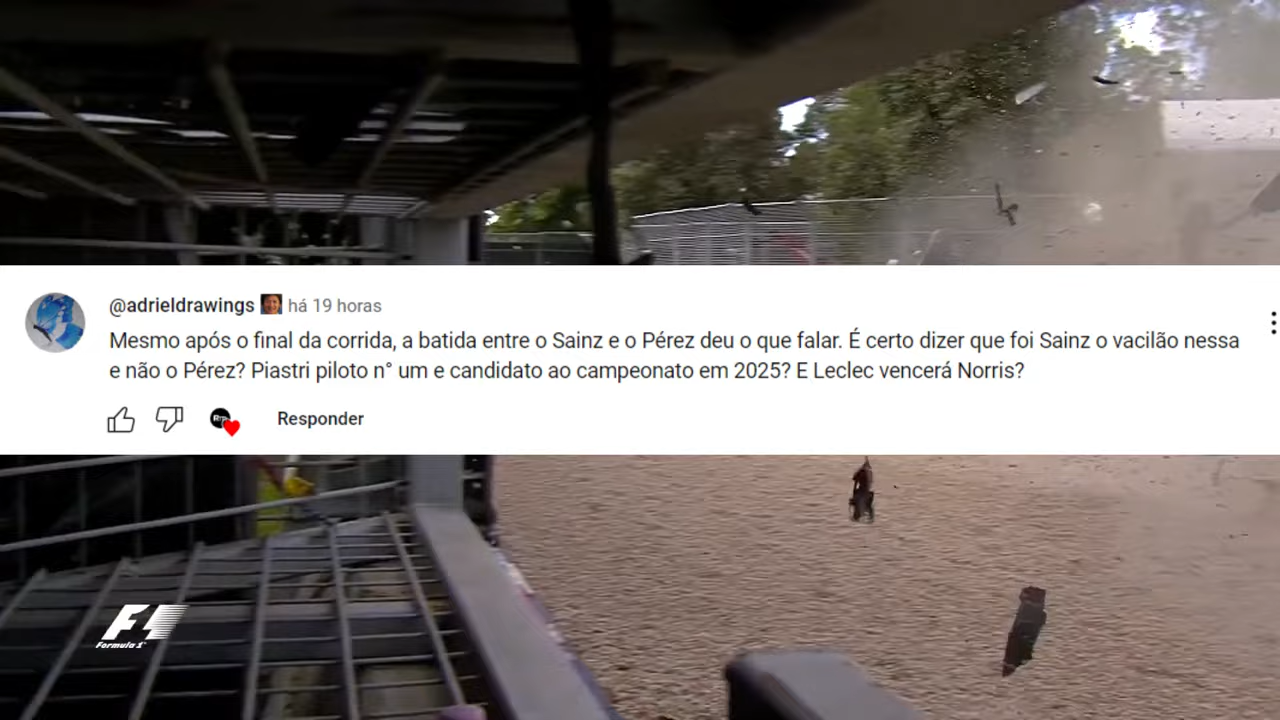 @adrieldrawings há 19 horas
Mesmo após o final da corrida, a batida entre o Sainz e o Pérez deu o que falar. É certo dizer que foi Sainz o vacilão nessa
e não o Pérez? Piastri piloto n° um e candidato ao campeonato em 2025? E Leclec vencerá Norris?
Responder
F1
Formula 1